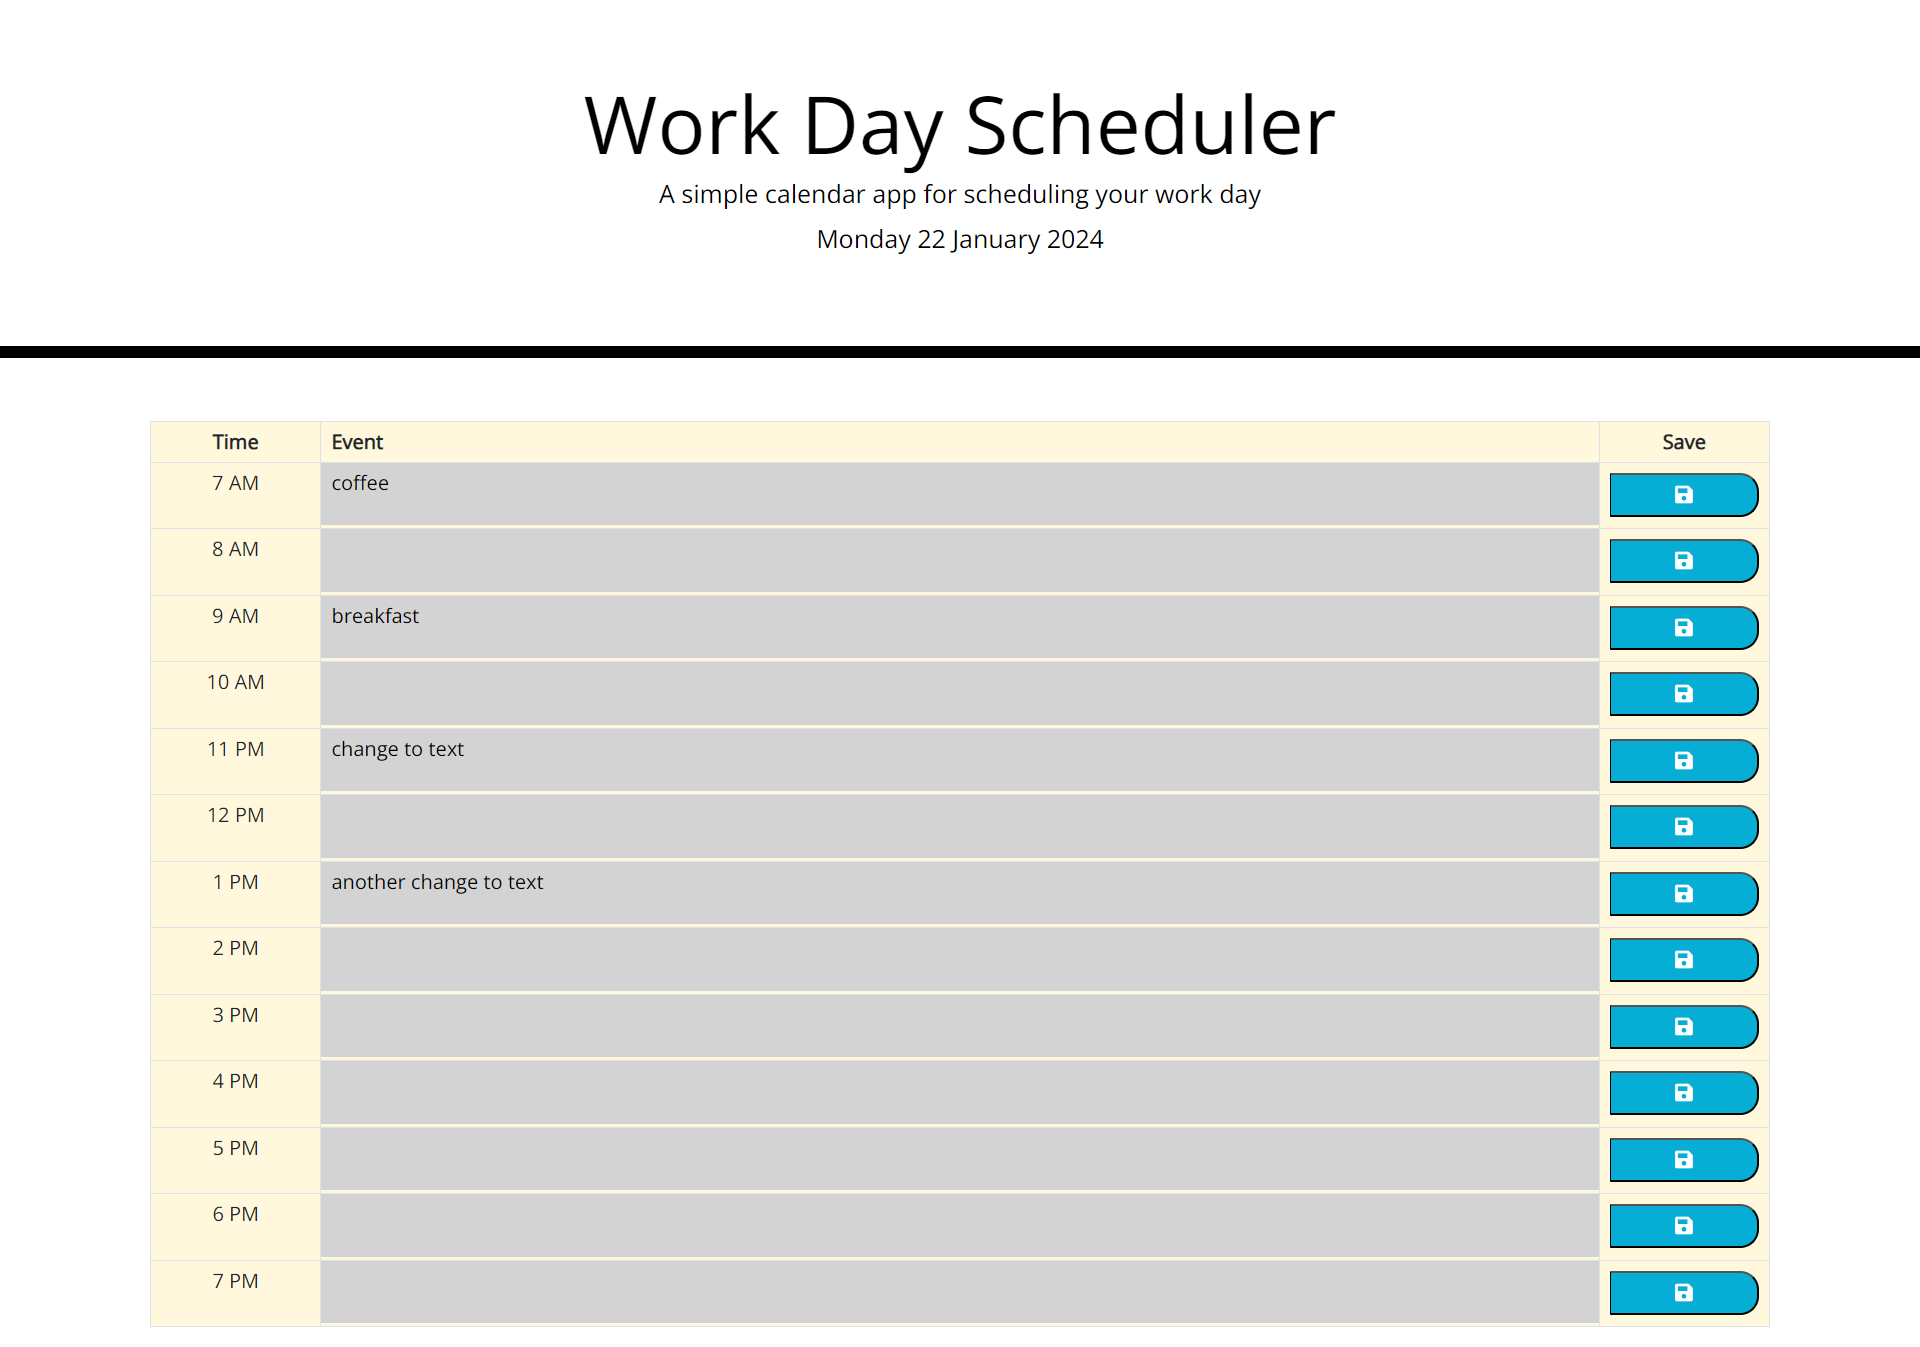 Work Day Scheduler
A simple calendar app for scheduling your work day
Monday 22 January 2024
Time Event Save
7 AM coffee
8 AM
9 AM breakfast
10 AM
11 PM change to text
12 PM
1 PM another change to text
2 PM
3 PM
4 PM
5 PM
6 PM
7 PM